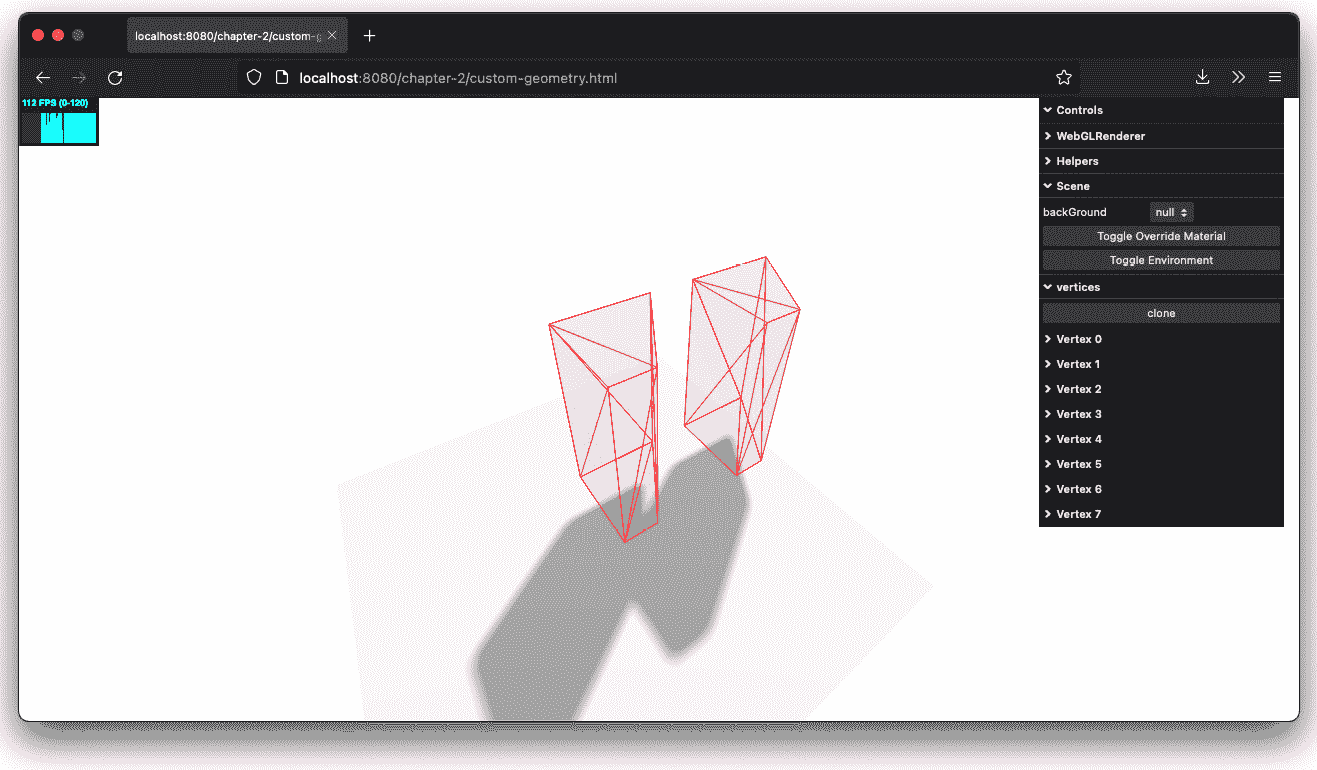 localhost:8080/chapter-2/custom-g
localhost:8080/chapter-2/custom-geometry.html
112 FPS (0-120)
Controls
WebGLRenderer
Helpers
Scene
backGround null
Toggle Override Material
Toggle Environment
vertices
clone
Vertex 0
Vertex 1
Vertex 2
Vertex 3
Vertex 4
Vertex 5
Vertex 6
Vertex 7